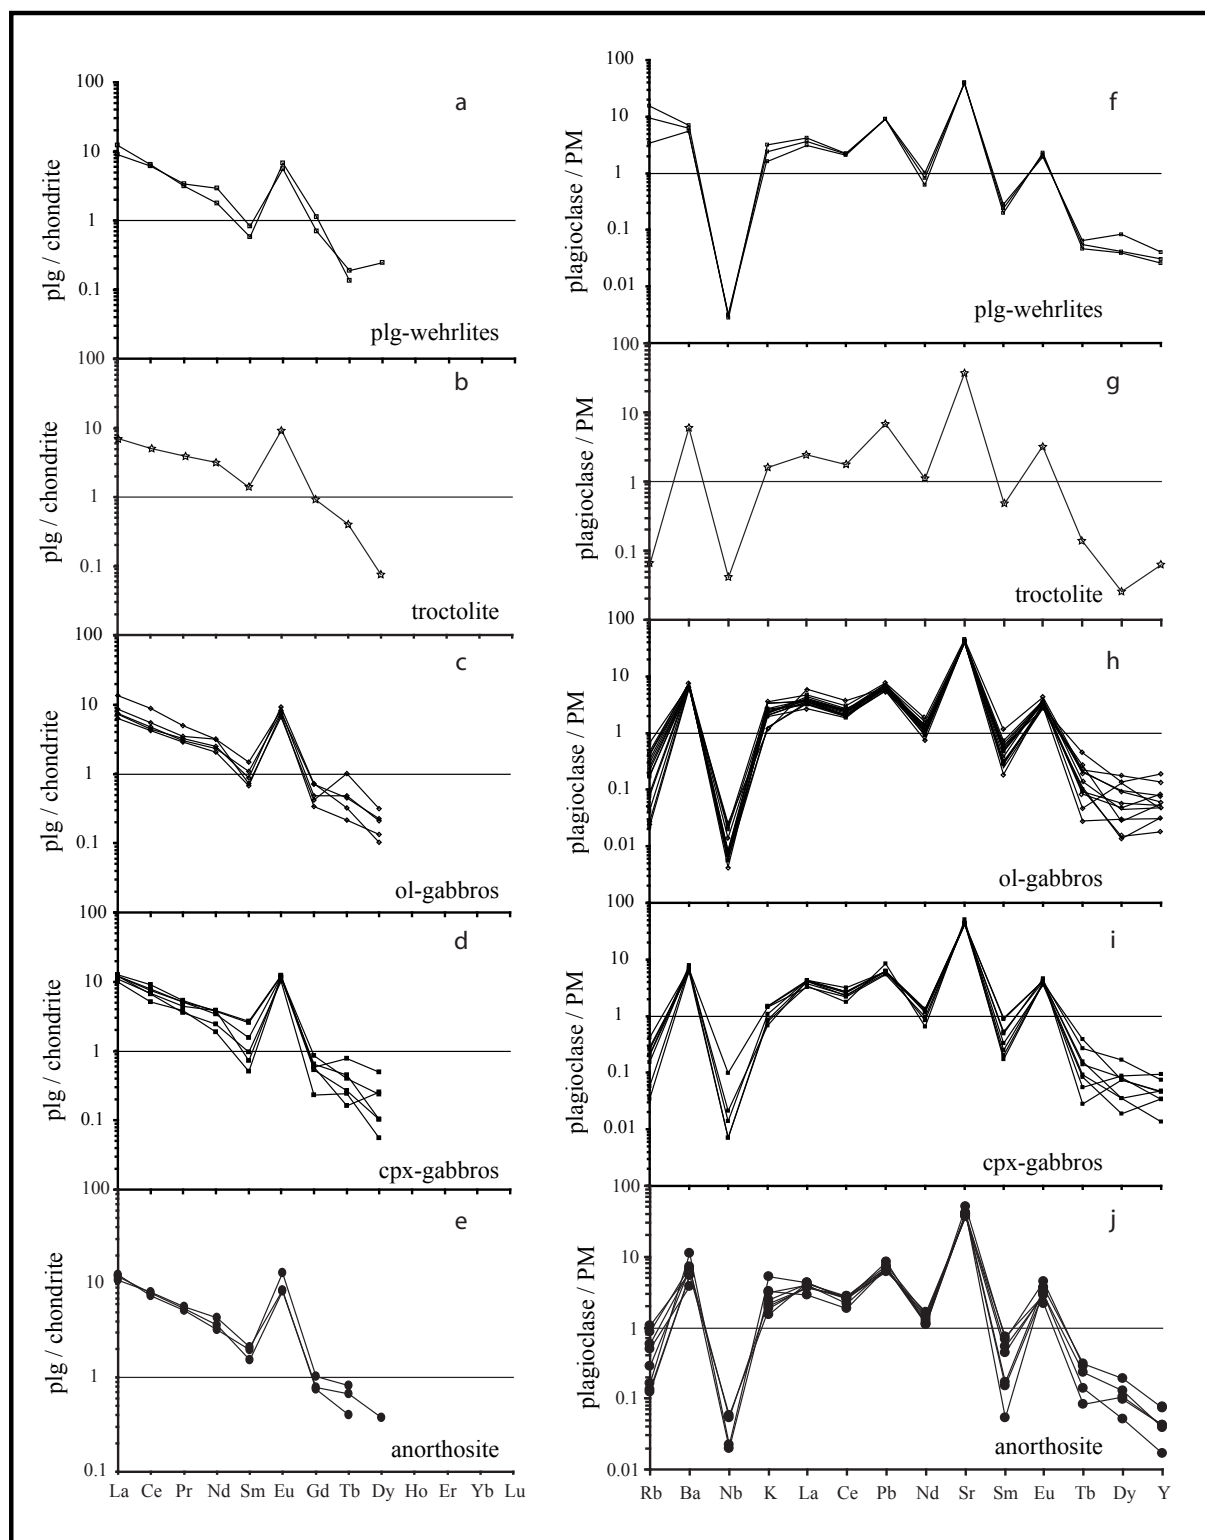 100
a
10
1
0.1
plg / chondrite
plg-wehrlites
100
b
10
1
0.1
plg / chondrite
troctolite
100
c
10
1
0.1
plg / chondrite
ol-gabbros
100
d
10
1
0.1
plg / chondrite
cpx-gabbros
100
e
10
1
0.1
plg / chondrite
anorthosite
La Ce Pr Nd Sm Eu Gd Tb Dy Ho Er Yb Lu
100
f
10
1
0.1
0.01
plagioclase / PM
plg-wehrlites
100
g
10
1
0.1
plagioclase / PM
troctolite
100
h
10
1
0.1
0.01
plagioclase / PM
ol-gabbros
100
i
10
1
0.1
0.01
plagioclase / PM
cpx-gabbros
100
j
10
1
0.1
0.01
plagioclase / PM
anorthosite
Rb Ba Nb K La Ce Pb Nd Sr Sm Eu Tb Dy Y